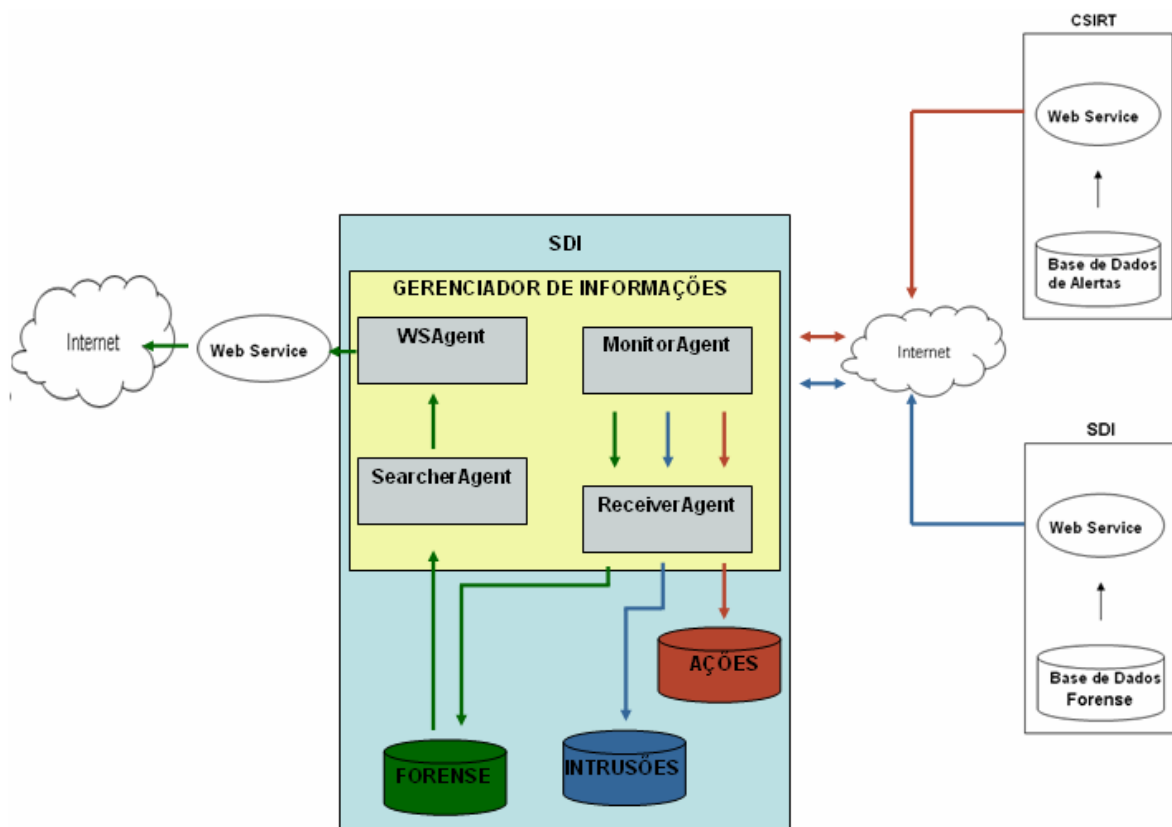 CSIRT
Web Service
Base de Dados
de Alertas
SDI
GERENCIADOR DE INFORMAÇÕES
WSAgent
MonitorAgent
Internet
Web Service
Internet
SearcherAgent
ReceiverAgent
SDI
Web Service
AÇÕES
Base de Dados
Forense
FORENSE
INTRUSÕES